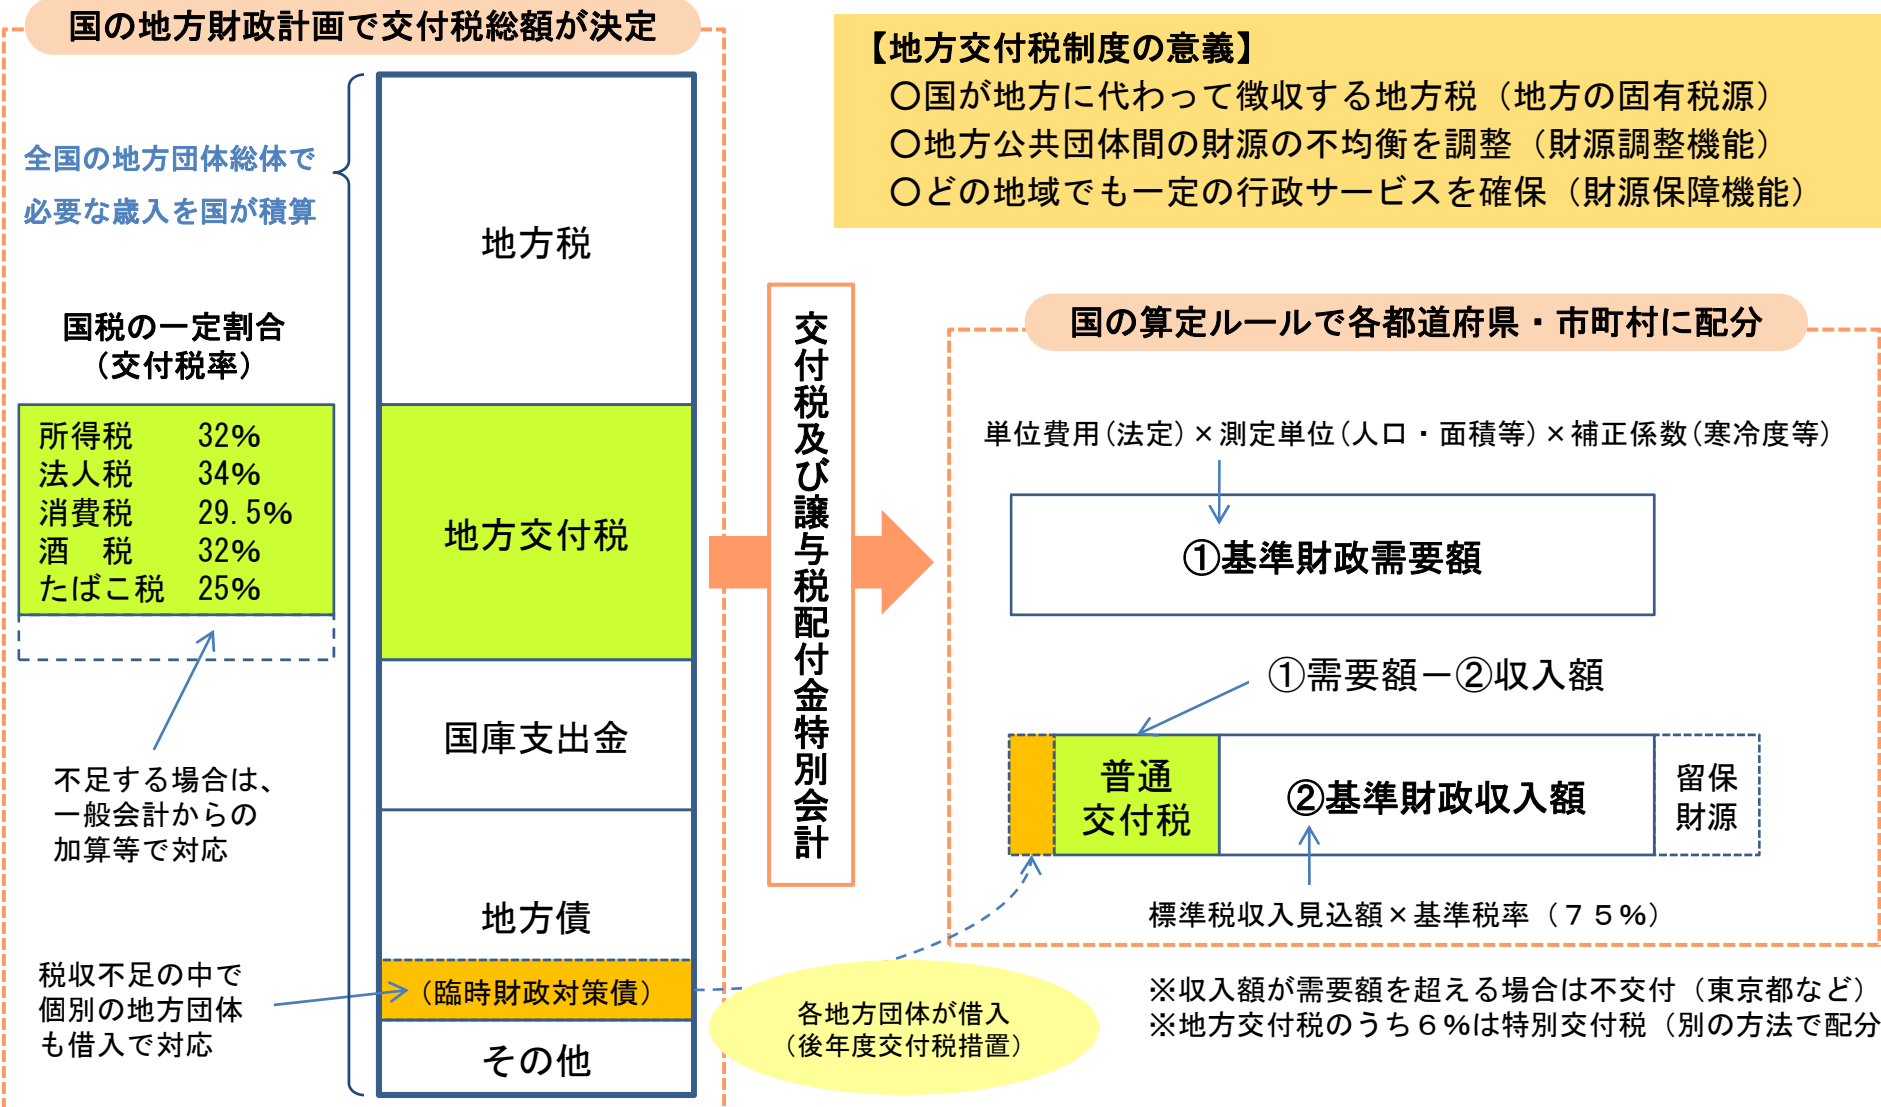 国の地方財政計画で交付税総額が決定
全国の地方団体総体で
必要な歳入を国が積算
国税の一定割合
（交付税率）
所得税 32%
法人税 34%
消費税 29.5%
酒　税 32%
たばこ税 25%
不足する場合は、
一般会計からの
加算等で対応
税収不足の中で
個別の地方団体
も借入で対応
地方税
地方交付税
国庫支出金
地方債
（臨時財政対策債）
その他
交付税及び譲与税配付金特別会計
【地方交付税制度の意義】
○国が地方に代わって徴収する地方税（地方の固有税源）
○地方公共団体間の財源の不均衡を調整（財源調整機能）
○どの地域でも一定の行政サービスを確保（財源保障機能）
国の算定ルールで各都道府県・市町村に配分
単位費用(法定)×測定単位(人口・面積等)×補正係数(寒冷度等)
①基準財政需要額
①需要額－②収入額
普通
交付税
②基準財政収入額
留保
財源
標準税収入見込額×基準税率（７５%）
各地方団体が借入
（後年度交付税措置）
※収入額が需要額を超える場合は不交付（東京都など）
※地方交付税のうち６%は特別交付税（別の方法で配分